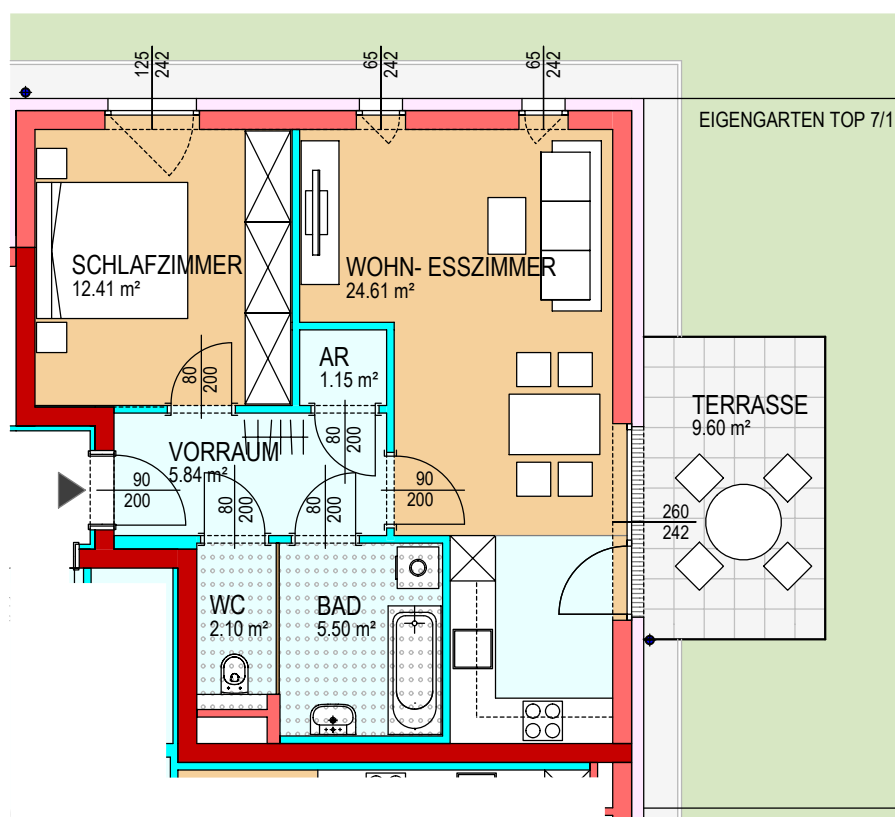 125
242
65
242
65
242
EIGENGARTEN TOP 7/1
SCHLAFZIMMER
12.41 m²
WOHN- ESSZIMMER
24.61 m²
AR
1.15 m²
80
200
TERRASSE
9.60 m²
VORRAUM
5.84 m²
80
200
90
200
80
200
80
200
90
200
260
242
WC
2.10 m²
BAD
5.50 m²